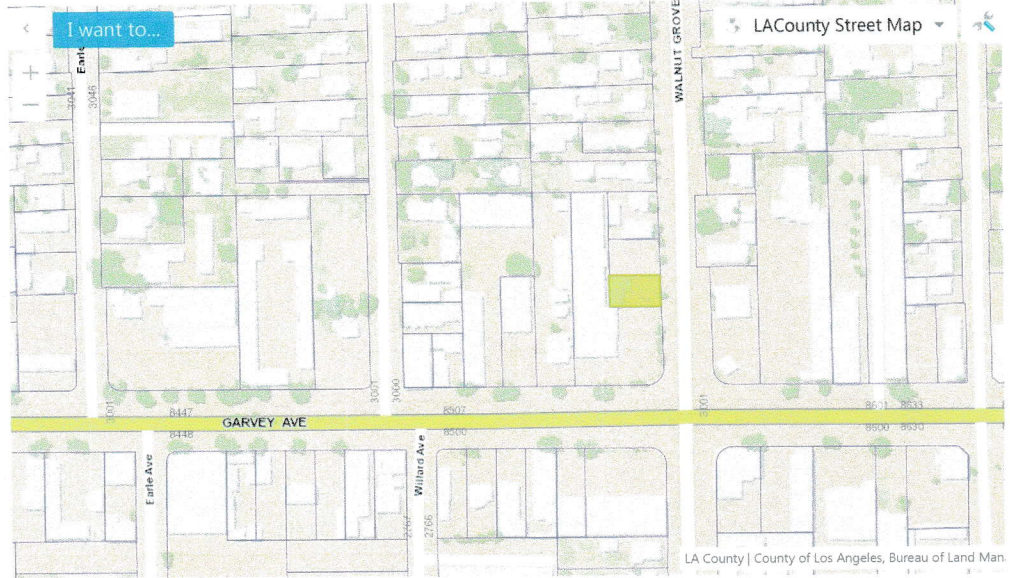 I want to...
LACounty Street Map
Earle
WALNUT GROVE
3041
3046
3001
3001
3000
3001
8447
8507
8601
8633
GARVEY AVE
8448
8500
8600
8630
Earle Ave
Willard Ave
2767
2766
LA County | County of Los Angeles, Bureau of Land Man